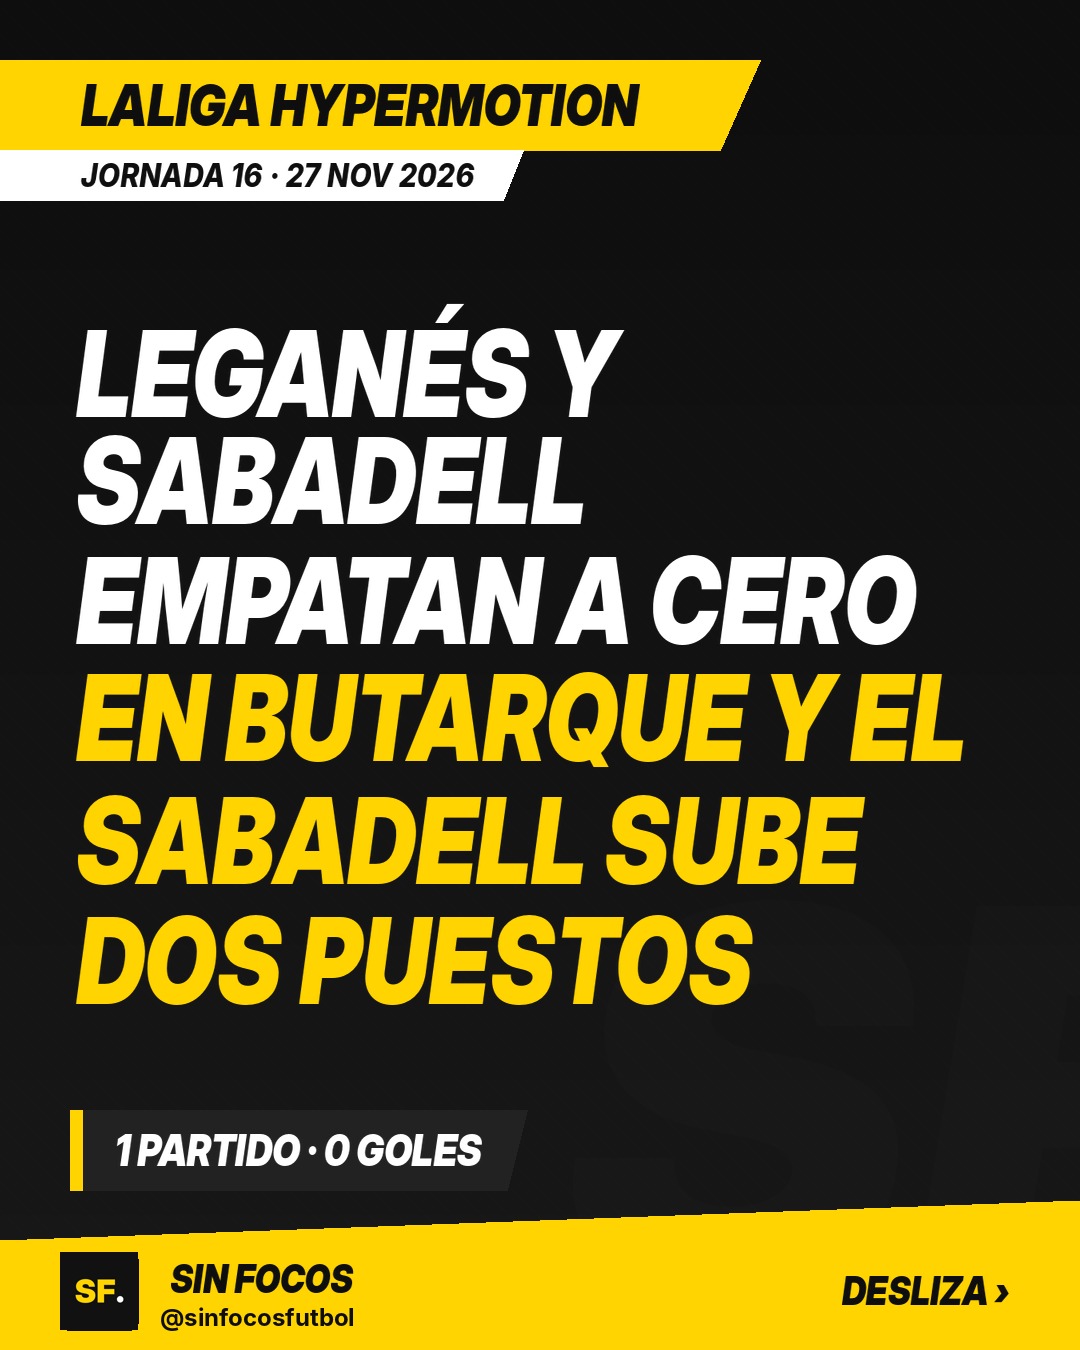 LALIGA HYPERMOTION
JORNADA 16 · 27 NOV 2026
LEGANÉS Y
SABADELL
EMPATAN A CERO
EN BUTARQUE Y EL
SABADELL SUBE
DOS PUESTOS
1 PARTIDO · 0 GOLES
SF.
SIN FOCOS
@sinfocosfutbol
DESLIZA ›